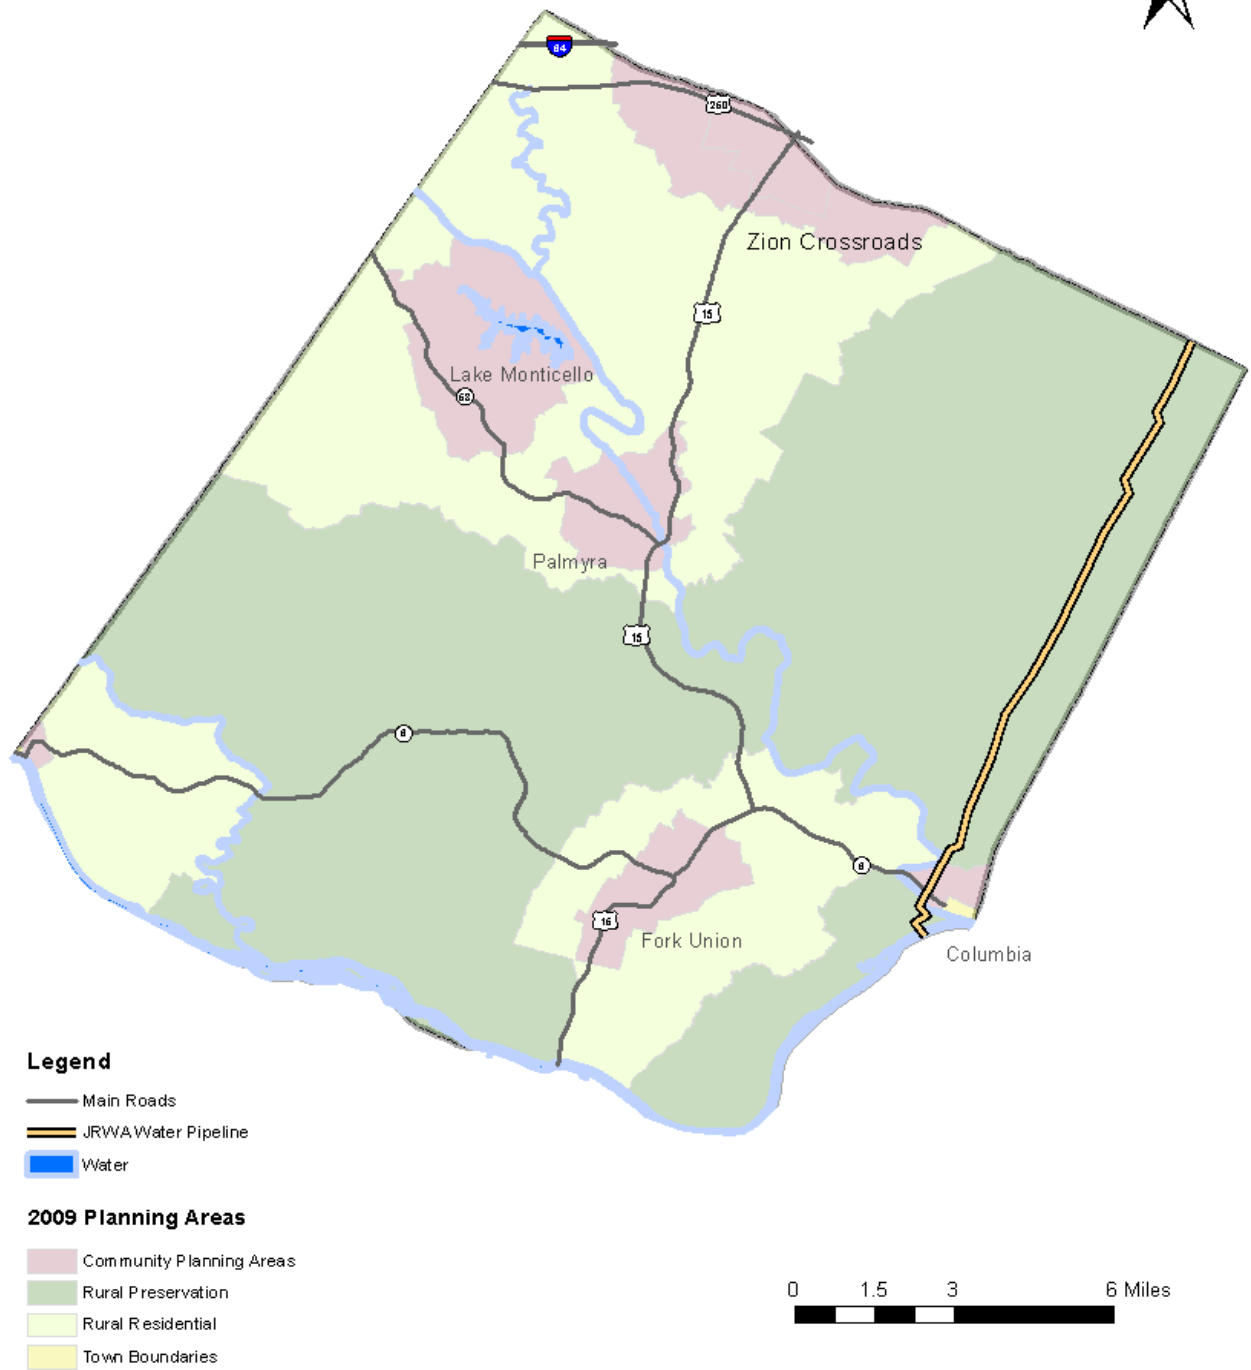 64
260
Zion Crossroads
15
Lake Monticello
68
Palmyra
15
6
6
15
Fork Union
Columbia
Legend
Main Roads
JRWA Water Pipeline
Water
2009 Planning Areas
Community Planning Areas
Rural Preservation
Rural Residential
Town Boundaries
0 1.5 3 6 Miles